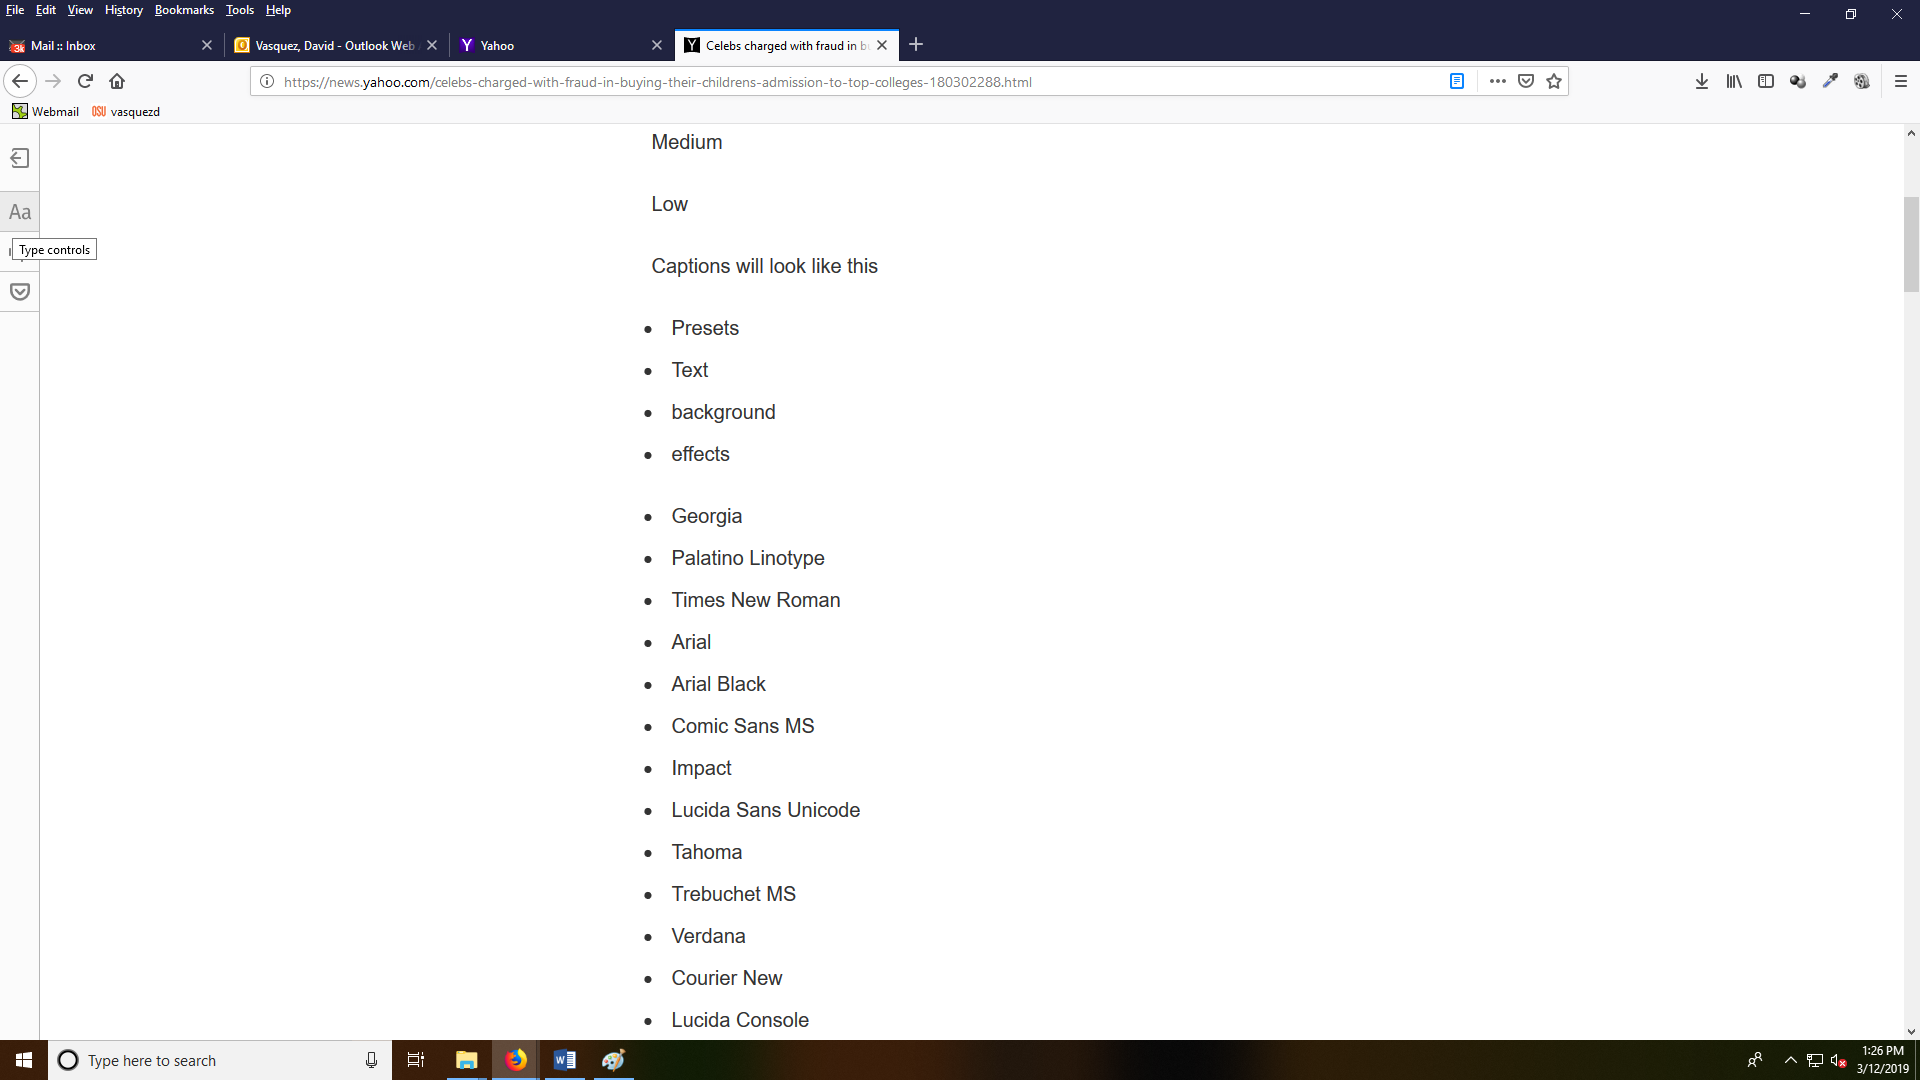 File Edit View History Bookmarks Tools Help
Mail :: Inbox
Vasquez, David - Outlook Web
Yahoo
Celebs charged with fraud in b
https://news.yahoo.com/celebs-charged-with-fraud-in-buying-their-childrens-admission-to-top-colleges-180302288.html
Webmail
OSU vasquezd
Medium
Aa
Low
Type controls
Captions will look like this
Presets
Text
background
effects
Georgia
Palatino Linotype
Times New Roman
Arial
Arial Black
Comic Sans MS
Impact
Lucida Sans Unicode
Tahoma
Trebuchet MS
Verdana
Courier New
Lucida Console
Type here to search
1:26 PM
3/12/2019